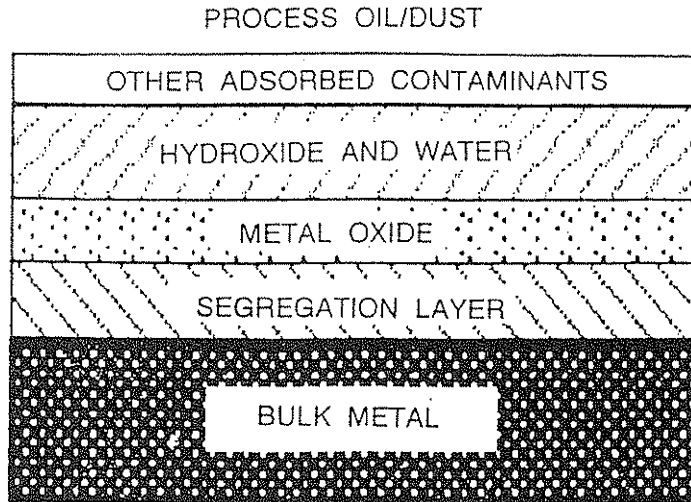 PROCESS OIL/DUST
OTHER ADSORBED CONTAMINANTS
HYDROXIDE AND WATER
METAL OXIDE
SEGREGATION LAYER
BULK METAL